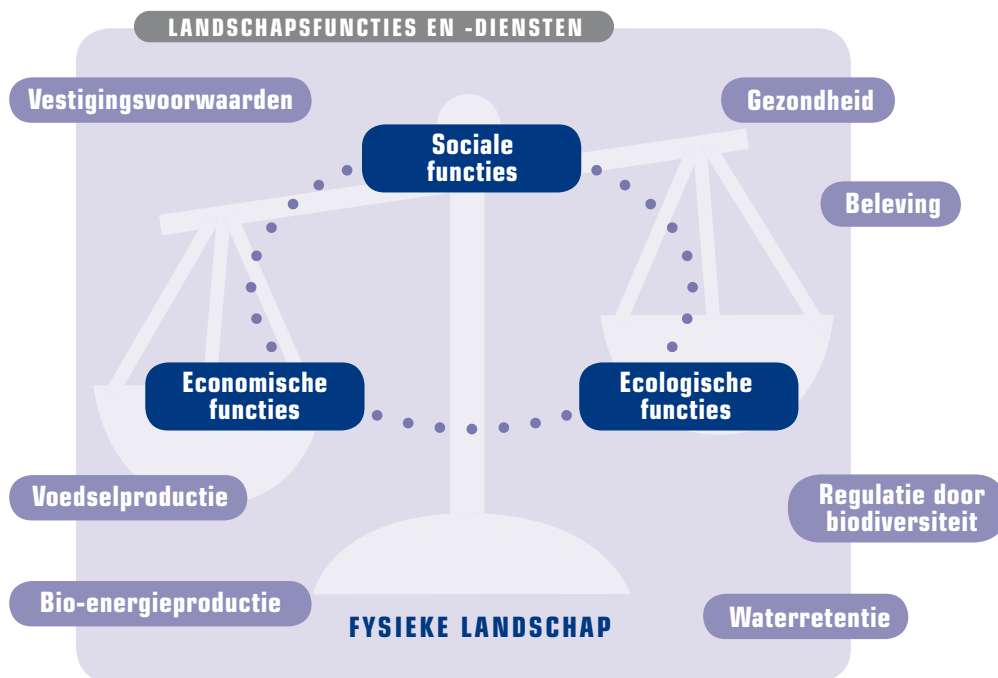 LANDSCHAPSFUNCTIES EN -DIENSTEN
Vestigingsvoorwaarden
Gezondheid
Sociale
functies
Beleving
Economische
functies
Ecologische
functies
Voedselproductie
Regulatie door
biodiversiteit
Bio-energieproductie
Waterretentie
FYSIEKE LANDSCHAP